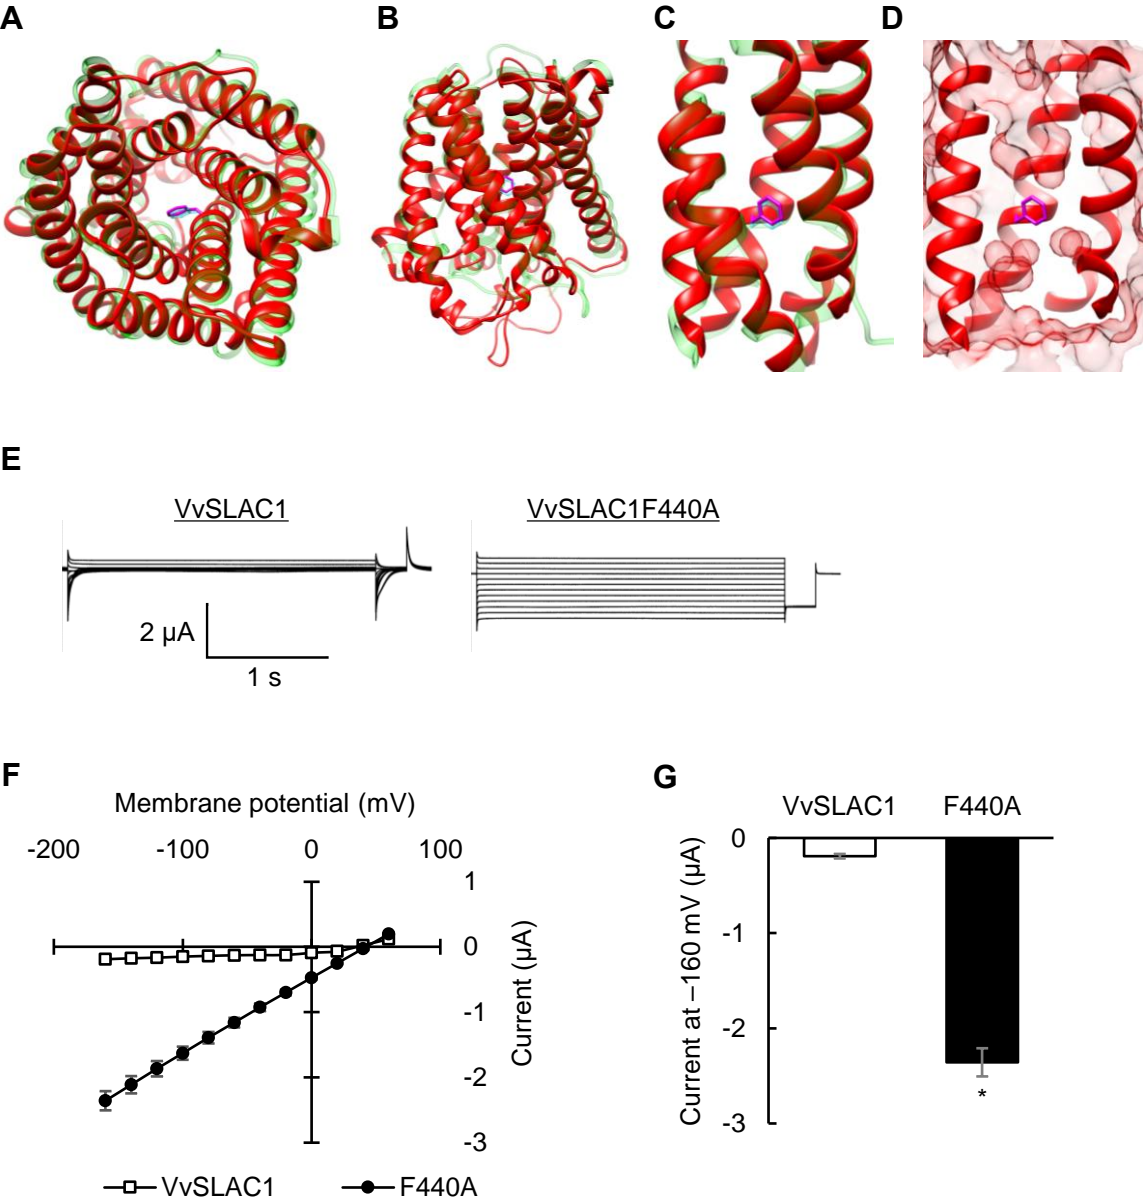 A
B
C
D
E
VvSLAC1
VvSLAC1F440A
2 µA
1 s
F
Membrane potential (mV)
-200 -100 0 100
1
0
-1
-2
-3
Current (µA)
VvSLAC1 F440A
G
VvSLAC1 F440A
0
-1
-2
-3
Current at –160 mV (µA)
*